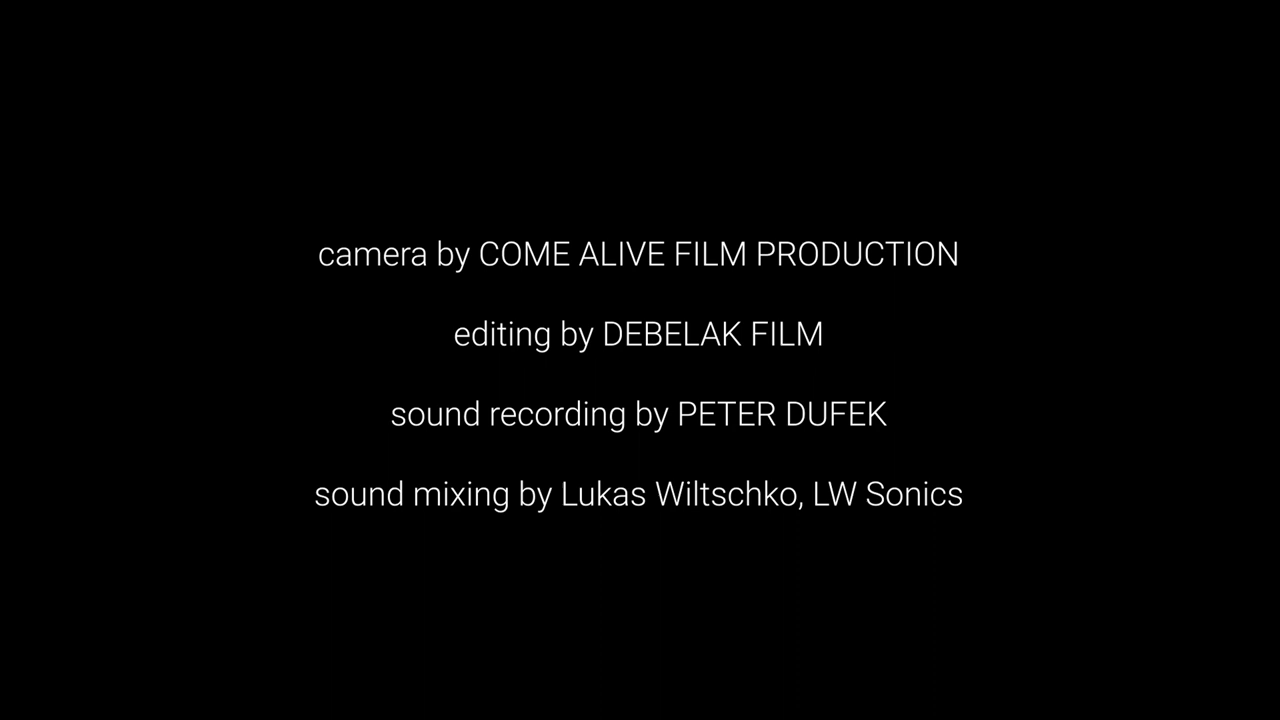 camera by COME ALIVE FILM PRODUCTION
editing by DEBELAK FILM
sound recording by PETER DUFEK
sound mixing by Lukas Wiltschko, LW Sonics